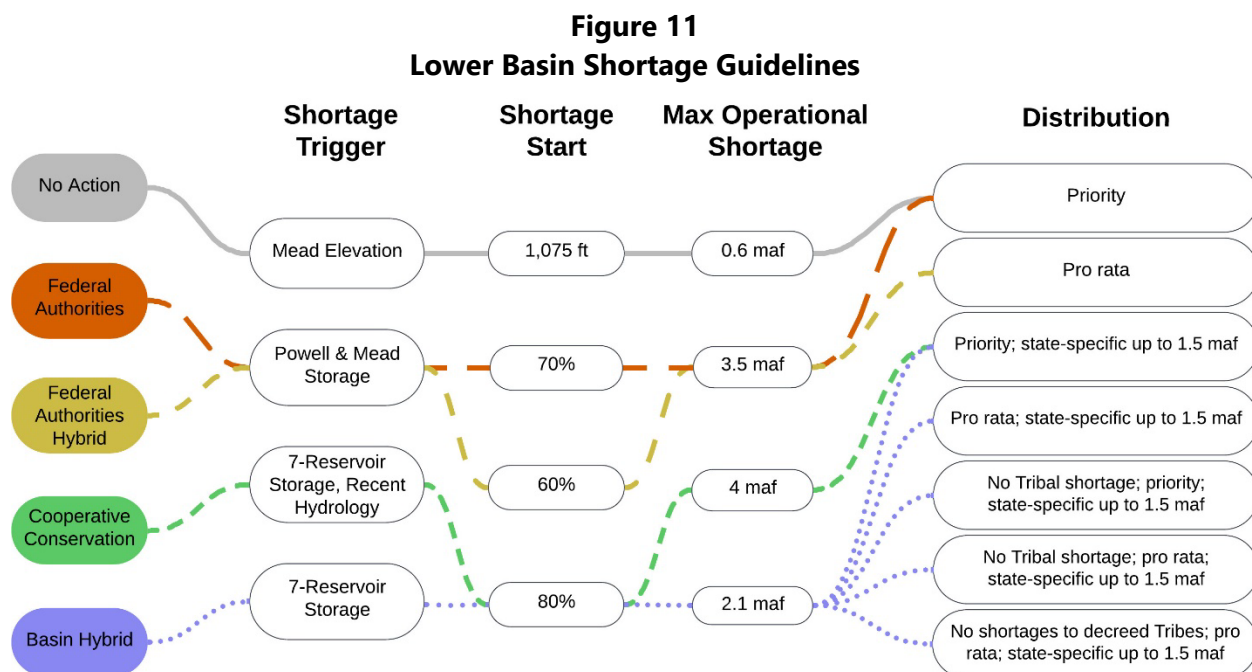 Figure 11
Lower Basin Shortage Guidelines
Shortage
Trigger
Shortage
Start
Max Operational
Shortage
Distribution
No Action
Mead Elevation
1,075 ft
0.6 maf
Priority
Federal
Authorities
Pro rata
Powell & Mead
Storage
70%
3.5 maf
Priority; state-specific up to 1.5 maf
Federal
Authorities
Hybrid
Pro rata; state-specific up to 1.5 maf
7-Reservoir
Storage, Recent
Hydrology
60%
4 maf
No Tribal shortage; priority;
state-specific up to 1.5 maf
Cooperative
Conservation
No Tribal shortage; pro rata;
state-specific up to 1.5 maf
7-Reservoir
Storage
80%
2.1 maf
Basin Hybrid
No shortages to decreed Tribes; pro
rata; state-specific up to 1.5 maf